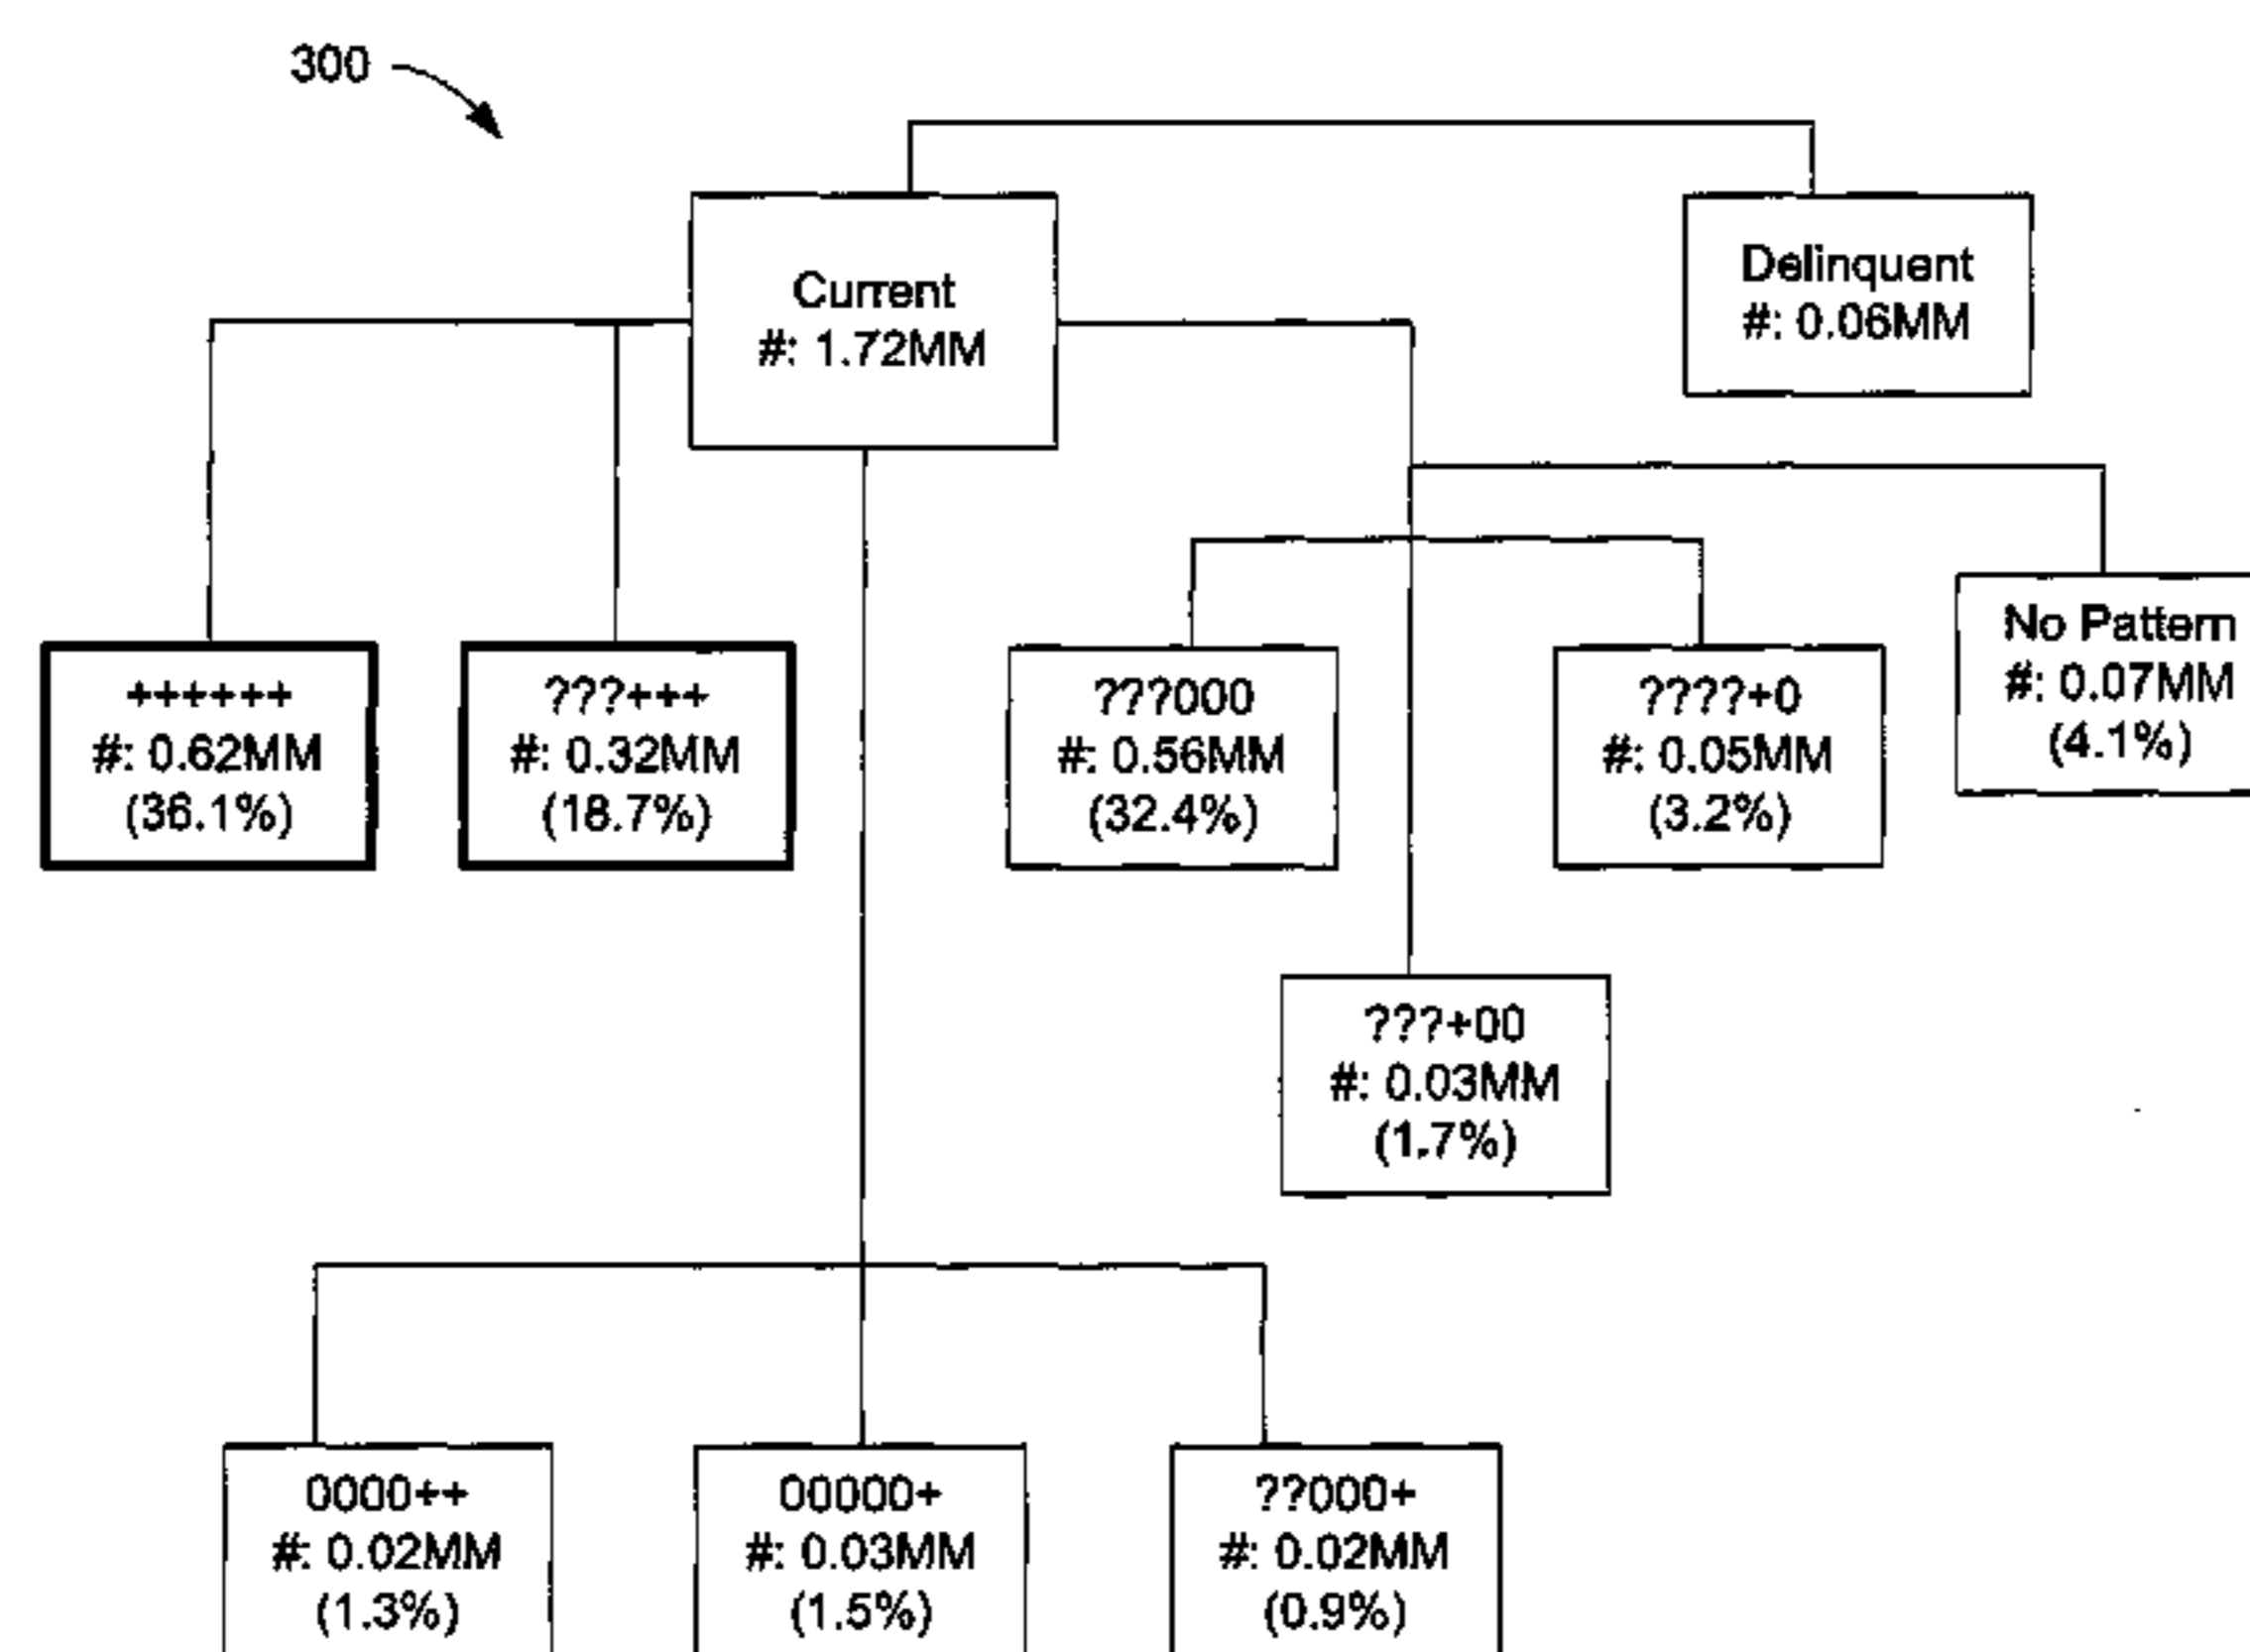 300
Current
#: 1.72MM
Delinquent
#: 0.06MM
++++++
#: 0.62MM
(36.1%)
???+++
#: 0.32MM
(18.7%)
???000
#: 0.56MM
(32.4%)
????+0
#: 0.05MM
(3.2%)
No Pattern
#: 0.07MM
(4.1%)
???+00
#: 0.03MM
(1.7%)
0000++
#: 0.02MM
(1.3%)
00000+
#: 0.03MM
(1.5%)
??000+
#: 0.02MM
(0.9%)